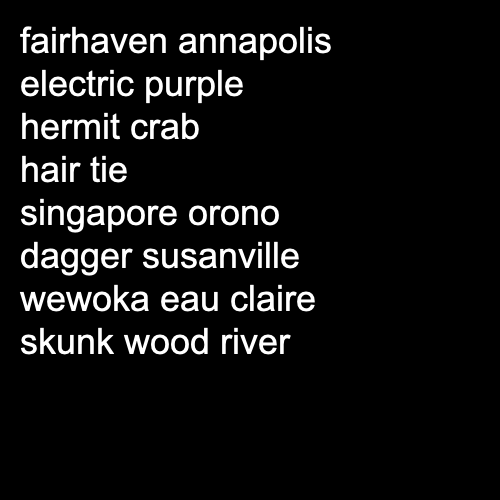 fairhaven annapolis
electric purple
hermit crab
hair tie
singapore orono
dagger susanville
wewoka eau claire
skunk wood river